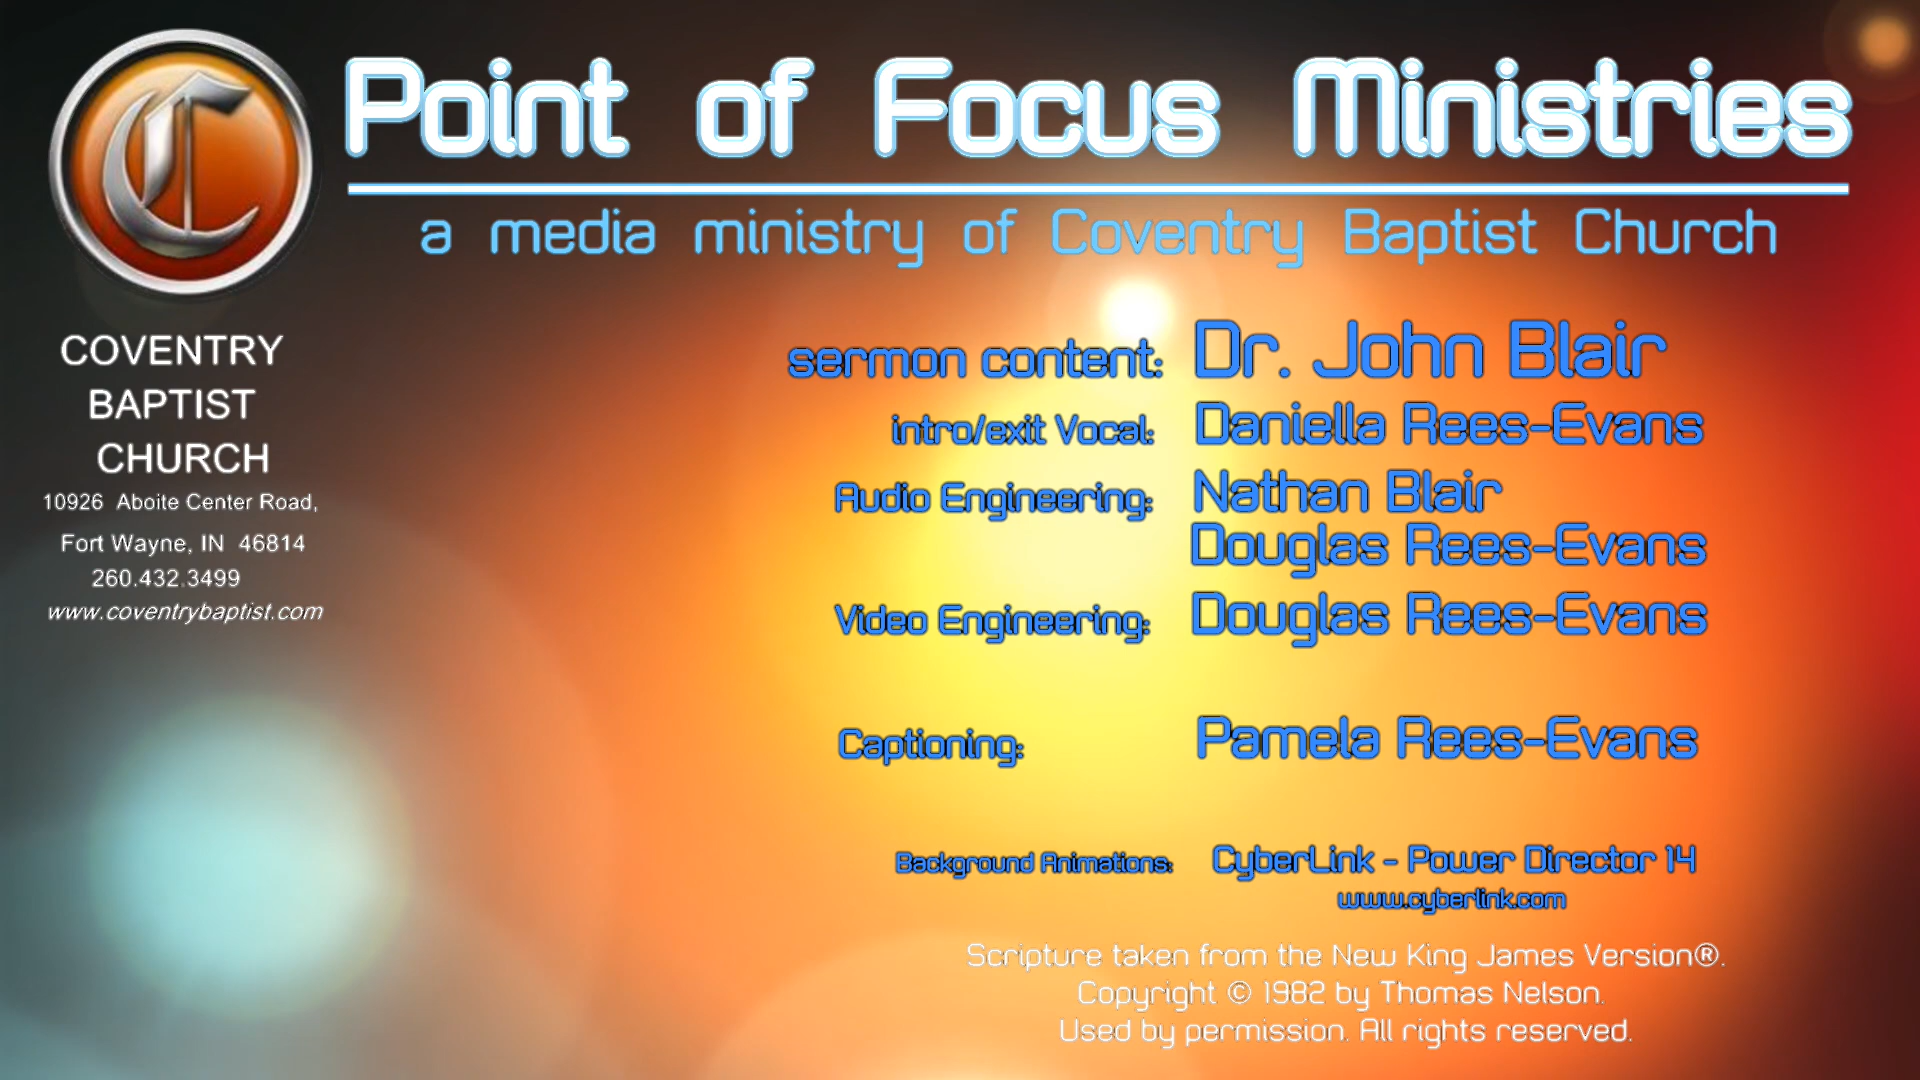 C
Point of Focus Ministries
a media ministry of Coventry Baptist Church
COVENTRY
BAPTIST
CHURCH
10926 Aboite Center Road,
Fort Wayne, IN 46814
260.432.3499
www.coventrybaptist.com
sermon content: Dr. John Blair
intro/exit Vocal: Daniella Rees-Evans
Audio Engineering: Nathan Blair
Douglas Rees-Evans
Video Engineering: Douglas Rees-Evans
Captioning: Pamela Rees-Evans
Background Animations: CyberLink - Power Director 14
www.cyberlink.com
Scripture taken from the New King James Version®.
Copyright © 1982 by Thomas Nelson.
Used by permission. All rights reserved.